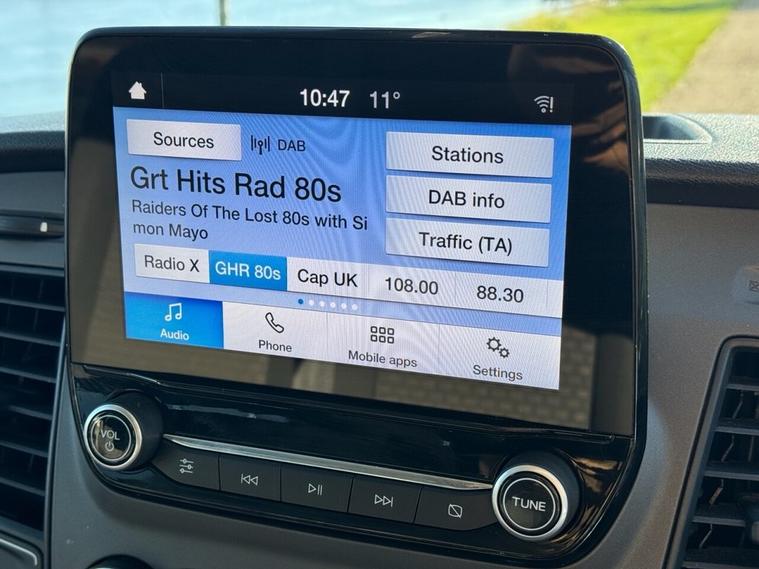 10:47 11°
Sources DAB
Stations
Grt Hits Rad 80s
DAB info
Raiders Of The Lost 80s with Si
mon Mayo
Traffic (TA)
Radio X GHR 80s Cap UK 108.00 88.30
Audio Phone Mobile apps Settings
VOL
TUNE